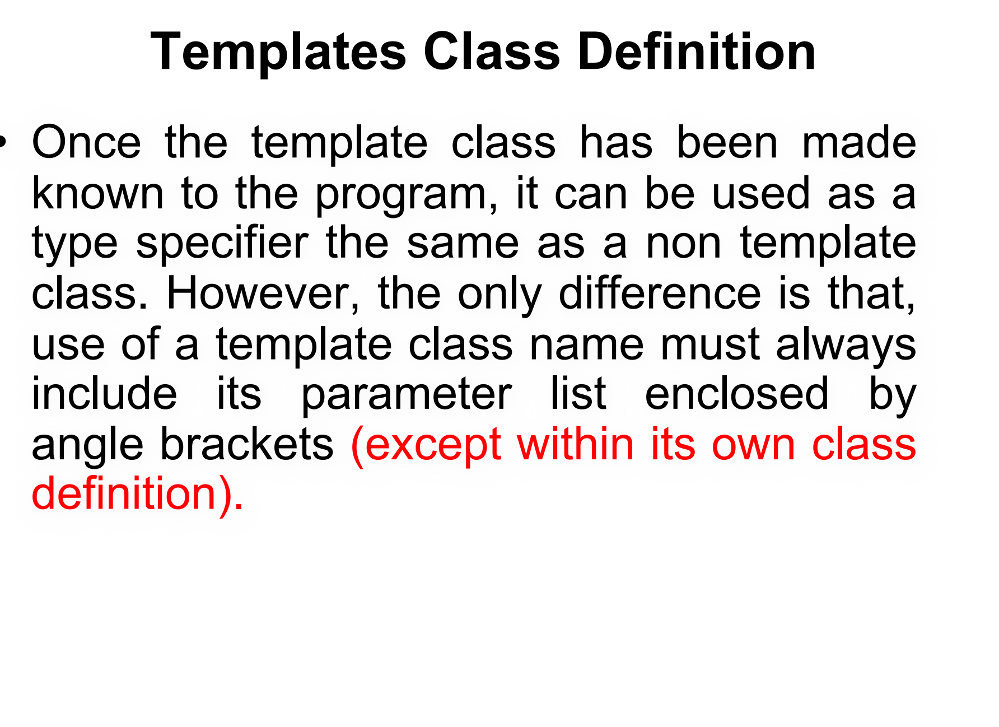 Templates Class Definition
• Once the template class has been made
known to the program, it can be used as a
type specifier the same as a non template
class. However, the only difference is that,
use of a template class name must always
include its parameter list enclosed by
angle brackets (except within its own class
definition).